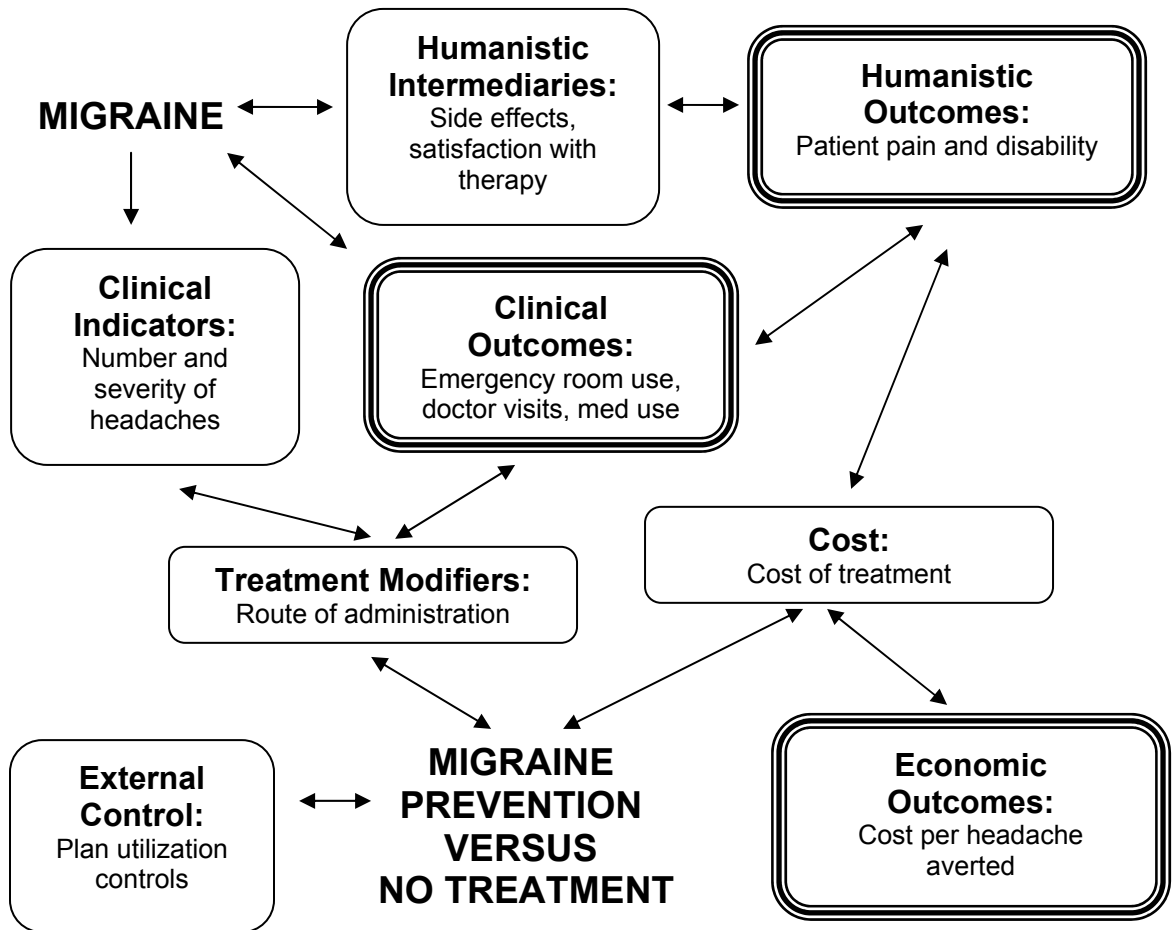 MIGRAINE
Humanistic
Intermediaries:
Side effects,
satisfaction with
therapy
Humanistic
Outcomes:
Patient pain and disability
Clinical
Indicators:
Number and
severity of
headaches
Clinical
Outcomes:
Emergency room use,
doctor visits, med use
Treatment Modifiers:
Route of administration
Cost:
Cost of treatment
External
Control:
Plan utilization
controls
MIGRAINE
PREVENTION
VERSUS
NO TREATMENT
Economic
Outcomes:
Cost per headache
averted